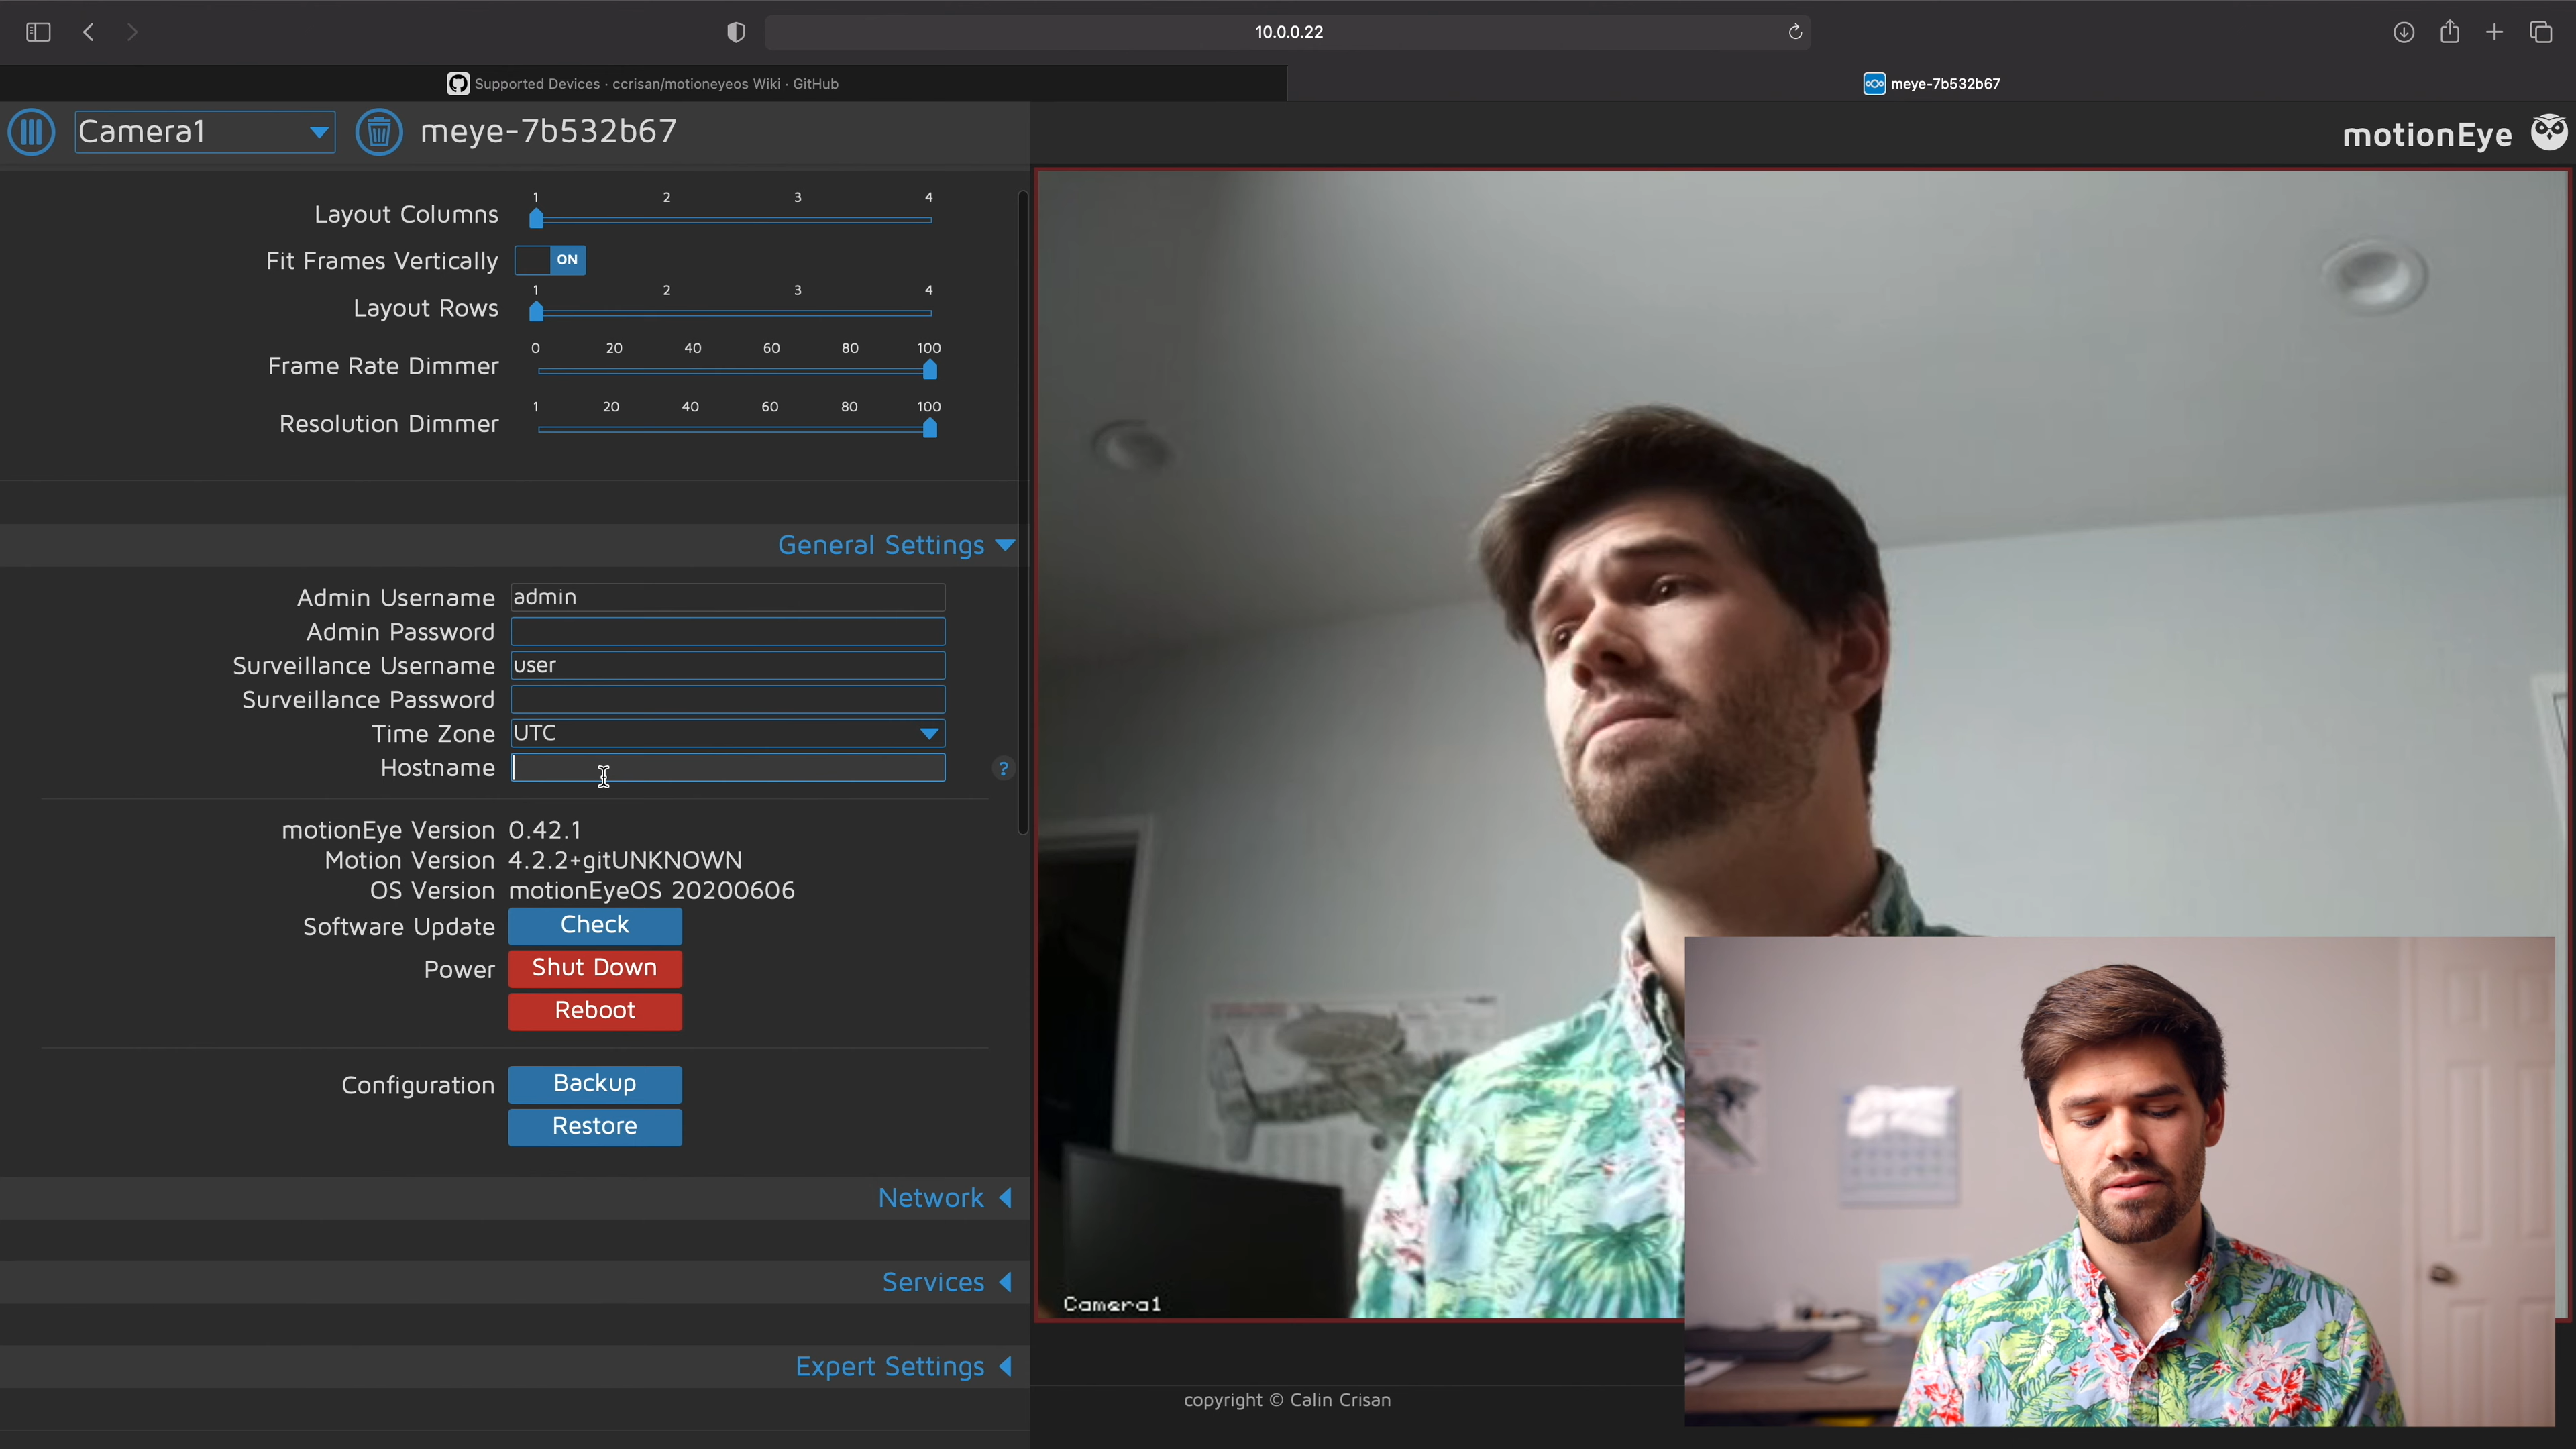 10.0.0.22
Supported Devices · ccrisan/motioneyeos Wiki · GitHub
meye-7b532b67
Camera1
meye-7b532b67
motionEye
1 2 3 4
Layout Columns
Fit Frames Vertically ON
1 2 3 4
Layout Rows
0 20 40 60 80 100
Frame Rate Dimmer
1 20 40 60 80 100
Resolution Dimmer
General Settings
Admin Username admin
Admin Password
Surveillance Username user
Surveillance Password
Time Zone UTC
Hostname ?
motionEye Version 0.42.1
Motion Version 4.2.2+gitUNKNOWN
OS Version motionEyeOS 20200606
Software Update Check
Power Shut Down
Reboot
Configuration Backup
Restore
Network
Services
Expert Settings
Camera1
copyright © Calin Crisan